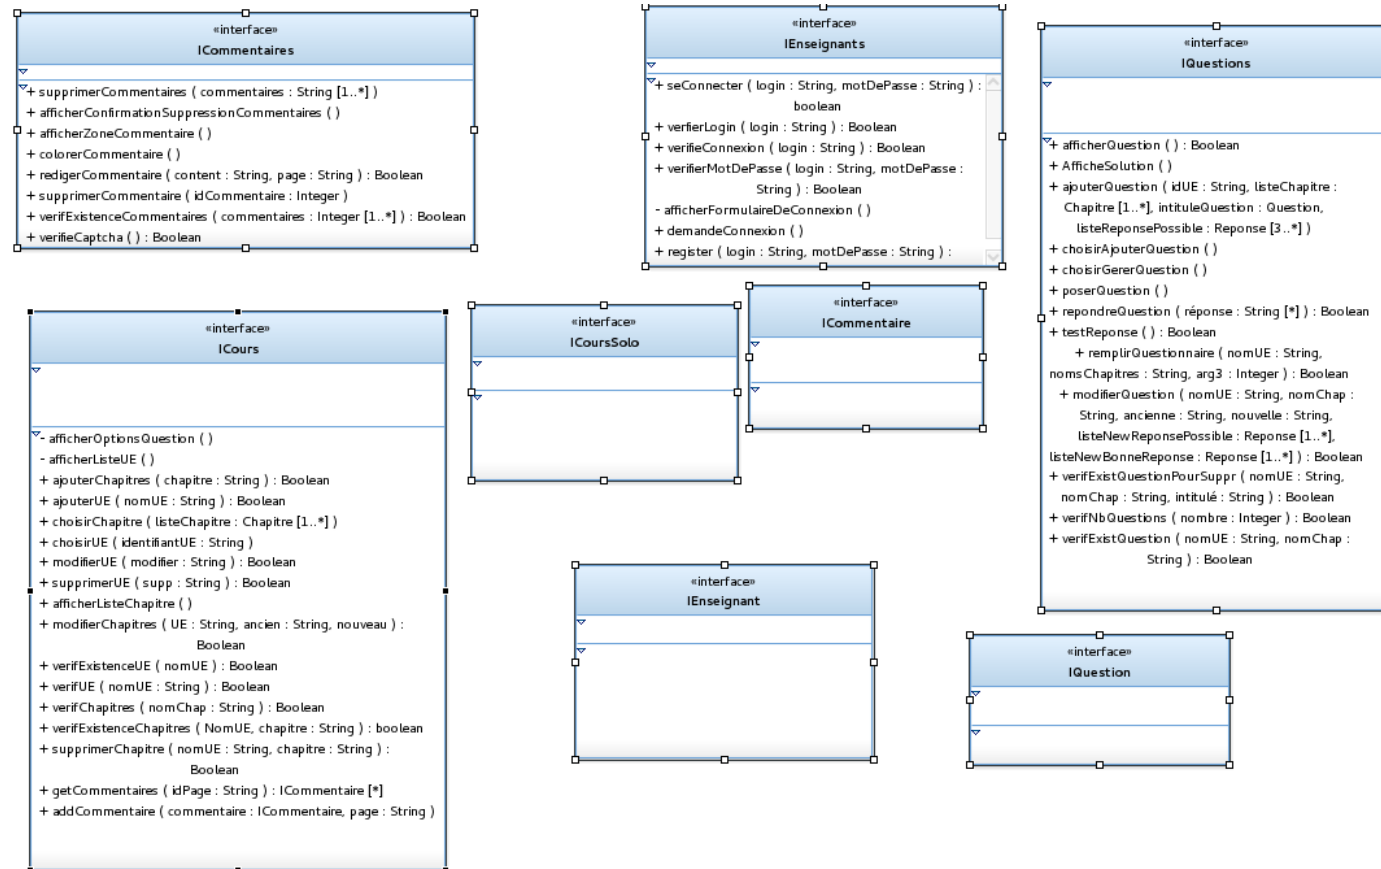 «interface»
ICommentaires
+ supprimerCommentaires ( commentaires : String [1..*] )
+ afficherConfirmationSuppressionCommentaires ( )
+ afficherZoneCommentaire ( )
+ colorerCommentaire ( )
+ redigerCommentaire ( content : String, page : String ) : Boolean
+ supprimerCommentaire ( idCommentaire : Integer )
+ verifExistenceCommentaires ( commentaires : Integer [1..*] ) : Boolean
+ verifieCaptcha ( ) : Boolean
«interface»
IEnseignants
+ seConnecter ( login : String, motDePasse : String ) :
boolean
+ verfierLogin ( login : String ) : Boolean
+ verifieConnexion ( login : String ) : Boolean
+ verifierMotDePasse ( login : String, motDePasse :
String ) : Boolean
- afficherFormulaireDeConnexion ( )
+ demandeConnexion ( )
+ register ( login : String, motDePasse : String ) :
«interface»
IQuestions
+ afficherQuestion ( ) : Boolean
+ AfficheSolution ( )
+ ajouterQuestion ( idUE : String, listeChapitre :
Chapitre [1..*], intituleQuestion : Question,
listeReponsePossible : Reponse [3..*] )
+ choisirAjouterQuestion ( )
+ choisirGererQuestion ( )
+ poserQuestion ( )
+ repondreQuestion ( réponse : String [*] ) : Boolean
+ testReponse ( ) : Boolean
+ remplirQuestionnaire ( nomUE : String,
nomsChapitres : String, arg3 : Integer ) : Boolean
+ modifierQuestion ( nomUE : String, nomChap :
String, ancienne : String, nouvelle : String,
listeNewReponsePossible : Reponse [1..*],
listeNewBonneReponse : Reponse [1..*] ) : Boolean
+ verifExistQuestionPourSuppr ( nomUE : String,
nomChap : String, intitulé : String ) : Boolean
+ verifNbQuestions ( nombre : Integer ) : Boolean
+ verifExistQuestion ( nomUE : String, nomChap :
String ) : Boolean
«interface»
ICours
- afficherOptionsQuestion ( )
- afficherListeUE ( )
+ ajouterChapitres ( chapitre : String ) : Boolean
+ ajouterUE ( nomUE : String ) : Boolean
+ choisirChapitre ( listeChapitre : Chapitre [1..*] )
+ choisirUE ( identifiantUE : String )
+ modifierUE ( modifier : String ) : Boolean
+ supprimerUE ( supp : String ) : Boolean
+ afficherListeChapitre ( )
+ modifierChapitres ( UE : String, ancien : String, nouveau ) :
Boolean
+ verifExistenceUE ( nomUE ) : Boolean
+ verifUE ( nomUE : String ) : Boolean
+ verifChapitres ( nomChap : String ) : Boolean
+ verifExistenceChapitres ( NomUE, chapitre : String ) : boolean
+ supprimerChapitre ( nomUE : String, chapitre : String ) :
Boolean
+ getCommentaires ( idPage : String ) : ICommentaire [*]
+ addCommentaire ( commentaire : ICommentaire, page : String )
«interface»
ICoursSolo
«interface»
ICommentaire
«interface»
IEnseignant
«interface»
IQuestion